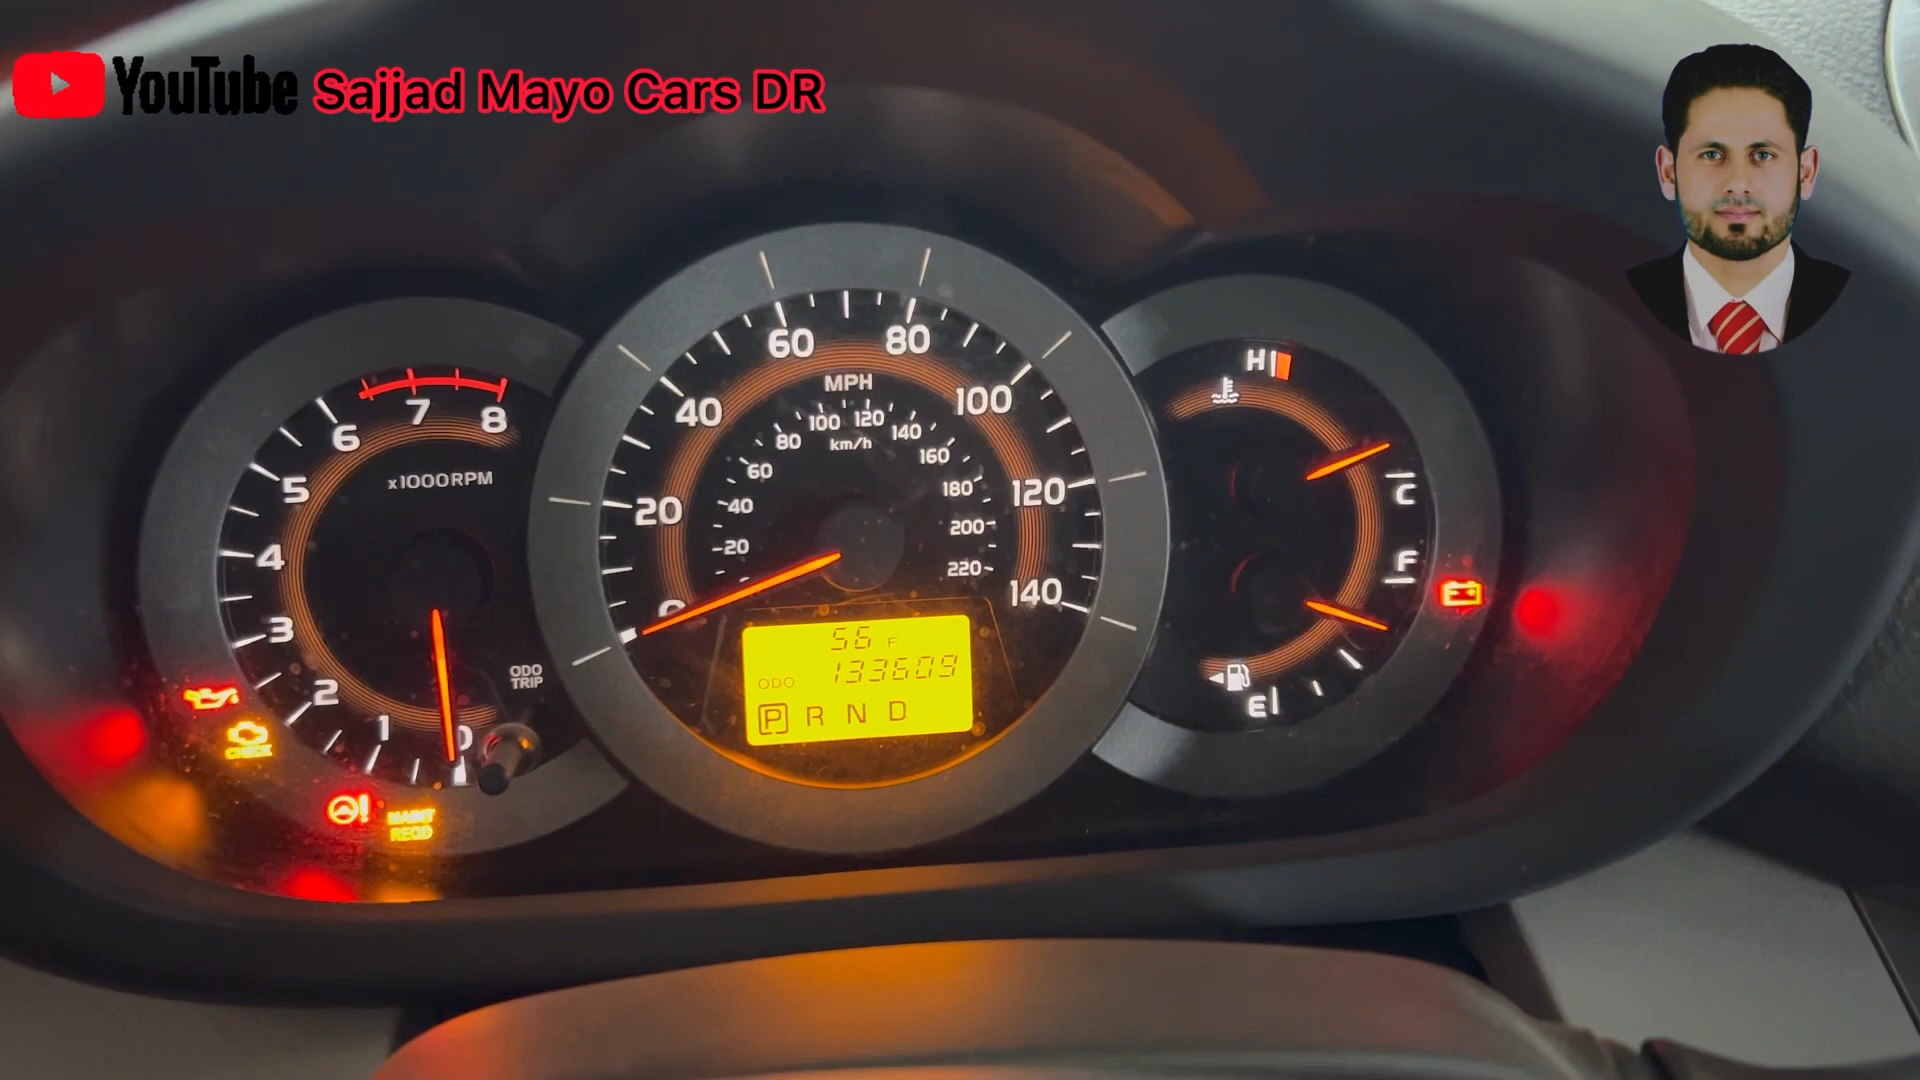 YouTube Sajjad Mayo Cars DR
8
7
6
5
4
3
2
1
0
x1000RPM
ODO
TRIP
CHECK
MAINT
REQD
0
20
40
60
80
100
120
140
MPH
20
40
60
80
100
120
140
160
180
200
220
km/h
56°F
ODO 133609
P R N D
H
C
F
E